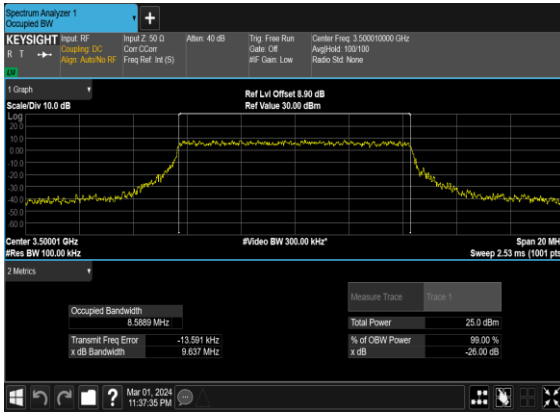 Spectrum Analyzer 1
Occupied BW
KEYSIGHT Input: RF Input Z: 50 Ω Atten: 40 dB Trig: Free Run Center Freq: 3.500010000 GHz
R T Coupling: DC Corr CCorr Gate: Off Avg|Hold: 100/100
Align: Auto/No RF Freq Ref: Int (S) #IF Gain: Low Radio Std: None
LXI
1 Graph Ref Lvl Offset 8.90 dB
Scale/Div 10.0 dB Ref Value 30.00 dBm
Log
20.0
10.0
0.00
-10.0
-20.0
-30.0
-40.0
-50.0
-60.0
Center 3.50001 GHz #Video BW 300.00 kHz* Span 20 MH
#Res BW 100.00 kHz Sweep 2.53 ms (1001 pts
2 Metrics
Measure Trace Trace 1
Occupied Bandwidth
8.5889 MHz Total Power 25.0 dBm
Transmit Freq Error -13.591 kHz % of OBW Power 99.00 %
x dB Bandwidth 9.637 MHz x dB -26.00 dB
? Mar 01, 2024
11:37:35 PM